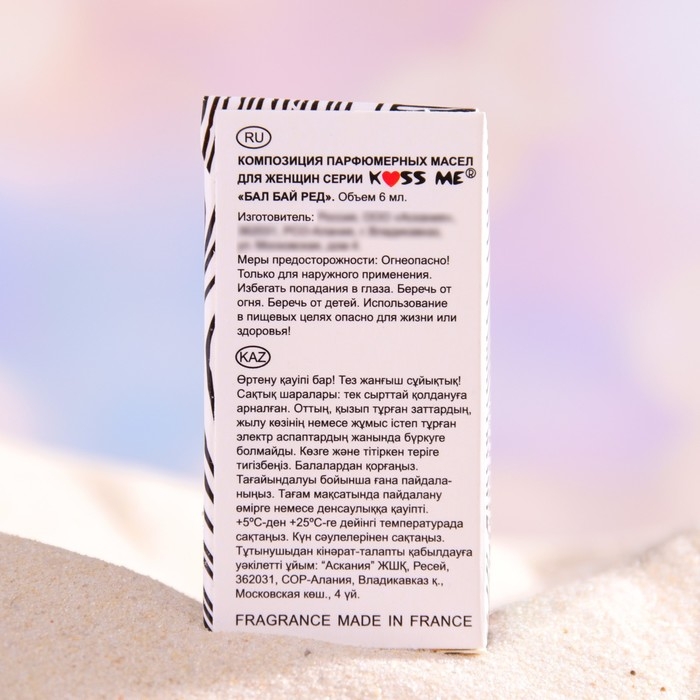 RU
КОМПОЗИЦИЯ ПАРФЮМЕРНЫХ МАСЕЛ
ДЛЯ ЖЕНЩИН СЕРИИ K❤SS ME®
«БАЛ БАЙ РЕД». Объем 6 мл.
Изготовитель:
Меры предосторожности: Огнеопасно!
Только для наружного применения.
Избегать попадания в глаза. Беречь от
огня. Беречь от детей. Использование
в пищевых целях опасно для жизни или
здоровья!
KAZ
Өртену қауіпі бар! Тез жанғыш сұйықтық!
Сақтық шаралары: тек сырттай қолдануға
арналған. Оттың, қызып тұрған заттардың,
жылу көзінің немесе жұмыс істеп тұрған
электр аспаптардың жанында бүркуге
болмайды. Көзге және тітіркен теріге
тигізбеңіз. Балалардан қорғаңыз.
Тағайындалуы бойынша ғана пайдала-
ныңыз. Тағам мақсатында пайдалану
өмірге немесе денсаулыққа қауіпті.
+5ºС-ден +25ºС-ге дейінгі температурада
сақтаңыз. Күн сәулелерінен сақтаңыз.
Тұтынушыдан кінәрат-талапты қабылдауға
уәкілетті ұйым: “Аскания” ЖШҚ, Ресей,
362031, СОР-Алания, Владикавказ қ.,
Московская көш., 4 үй.
FRAGRANCE MADE IN FRANCE